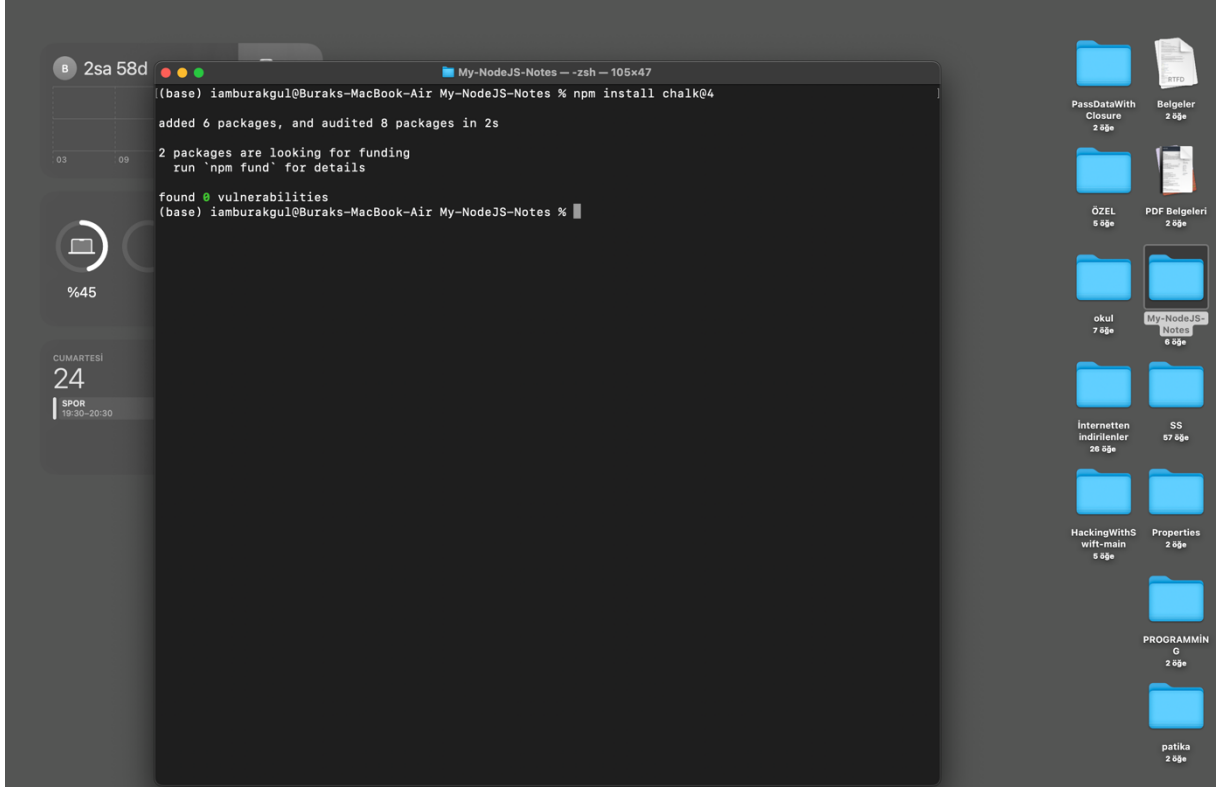 B 2sa 58d
03 09
%45
CUMARTESİ
24
SPOR
19:30–20:30
My-NodeJS-Notes — -zsh — 105×47
[(base) iamburakgul@Buraks-MacBook-Air My-NodeJS-Notes % npm install chalk@4 ]
added 6 packages, and audited 8 packages in 2s
2 packages are looking for funding
run `npm fund` for details
found 0 vulnerabilities
(base) iamburakgul@Buraks-MacBook-Air My-NodeJS-Notes %
PassDataWith
Closure
2 öğe
RTFD
Belgeler
2 öğe
ÖZEL
5 öğe
PDF Belgeleri
2 öğe
okul
7 öğe
My-NodeJS-
Notes
6 öğe
İnternetten
indirilenler
26 öğe
SS
57 öğe
HackingWithS
wift-main
5 öğe
Properties
2 öğe
PROGRAMMİN
G
2 öğe
patika
2 öğe